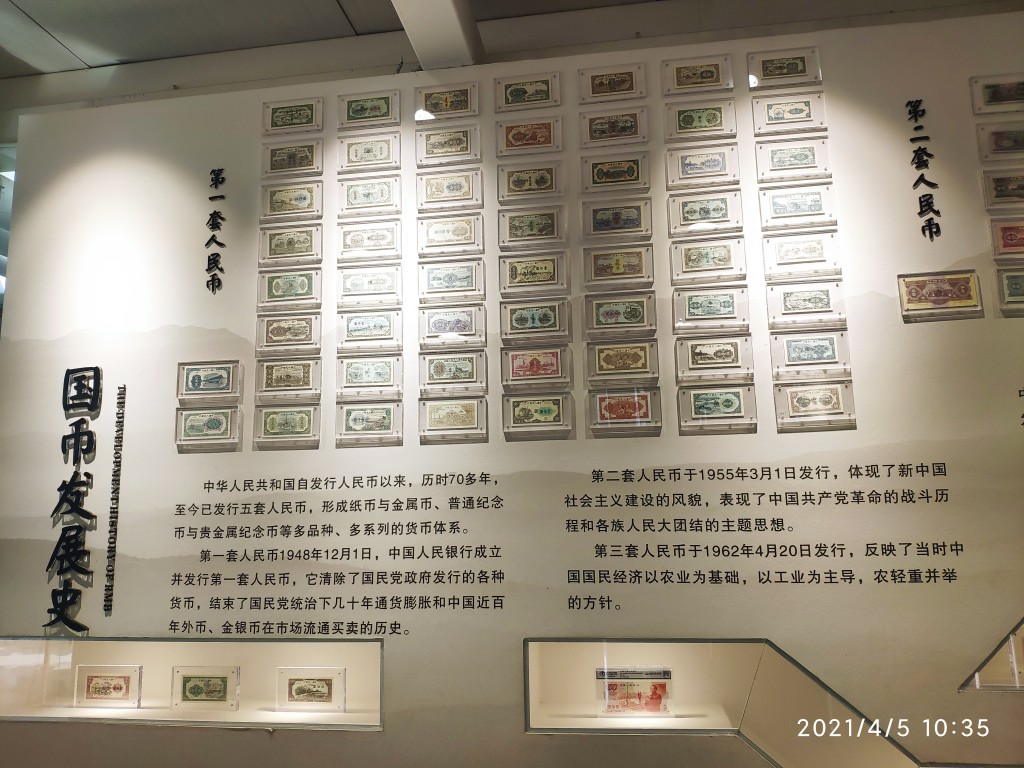 第一套人民币
第二套人民币
国币发展史
THE DEVELOPMENT HISTORY OF RMB
中华人民共和国自发行人民币以来，历时70多年，
至今已发行五套人民币，形成纸币与金属币、普通纪念
币与贵金属纪念币等多品种、多系列的货币体系。
第一套人民币1948年12月1日，中国人民银行成立
并发行第一套人民币，它清除了国民党政府发行的各种
货币，结束了国民党统治下几十年通货膨胀和中国近百
年外币、金银币在市场流通买卖的历史。
第二套人民币于1955年3月1日发行，体现了新中国
社会主义建设的风貌，表现了中国共产党革命的战斗历
程和各族人民大团结的主题思想。
第三套人民币于1962年4月20日发行，反映了当时中
国国民经济以农业为基础，以工业为主导，农轻重并举
的方针。
2021/4/5 10:35